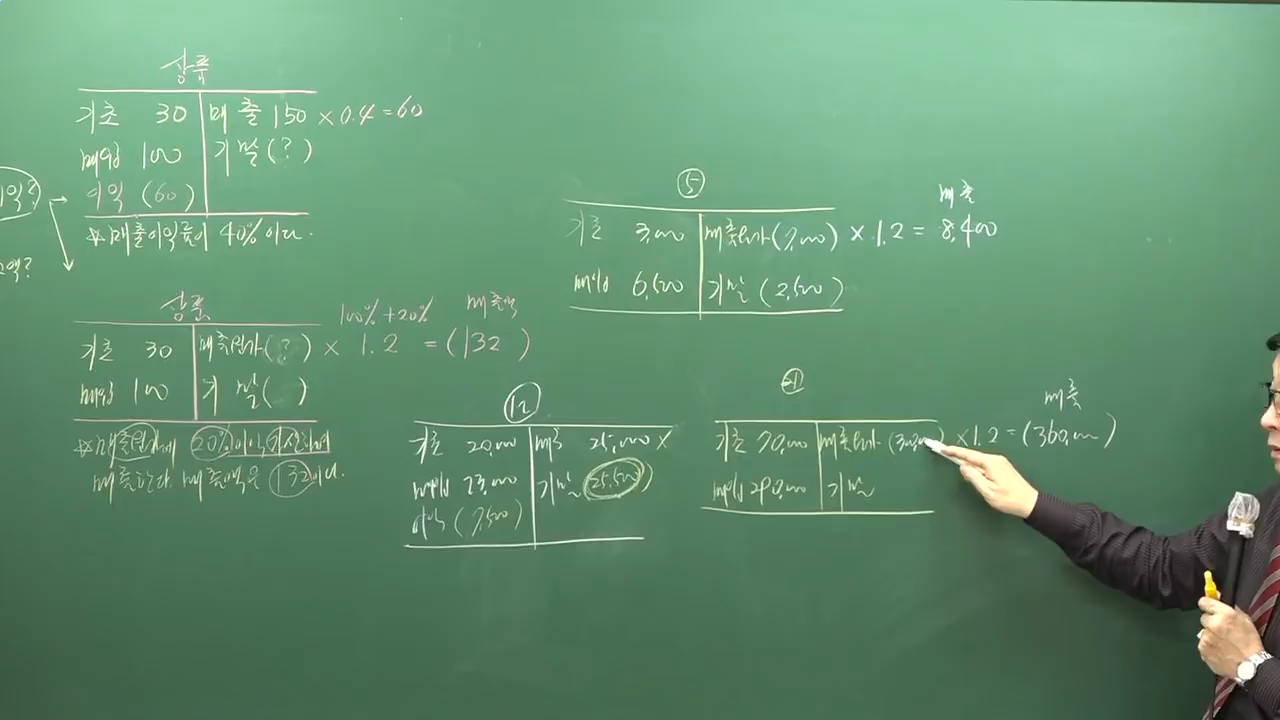 상품
기초 30 매출 150 × 0.4 = 60
매입 100 기말 (?)
이익 (60)
※ 매출이익률이 40%이다.
이익?
액?
상품
100%+20% 매출액
기초 30 매출원가 (?) × 1.2 = (132)
매입 100 기말 ( )
※ 매출원가에 20% 이익 가산하여
매출한다. 매출액은 132이다.
⑤
매출
기초 3,000 매출원가 (7,000) × 1.2 = 8,400
매입 6,500 기말 (2,500)
⑫
기초 20,000 매출 25,000 ×
매입 23,000 기말 (25,500)
이익 (7,500)
매출
기초 70,000 매출원가 (300,000) × 1.2 = (360,000)
매입 290,000 기말